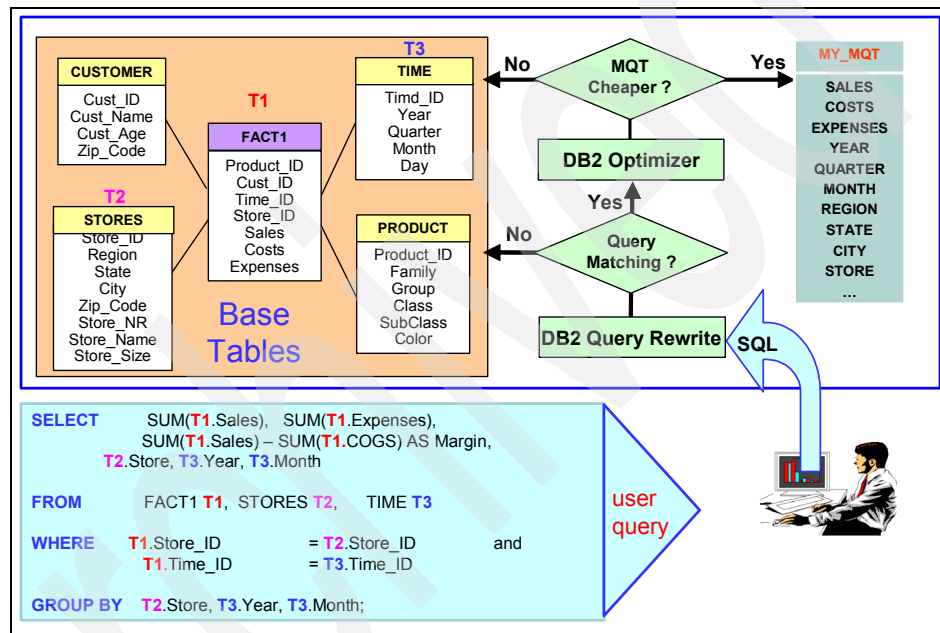 T3
CUSTOMER
Cust_ID
Cust_Name
Cust_Age
Zip_Code
T1
FACT1
Product_ID
Cust_ID
Time_ID
Store_ID
Sales
Costs
Expenses
TIME
Timd_ID
Year
Quarter
Month
Day
T2
STORES
Store_ID
Region
State
City
Zip_Code
Store_NR
Store_Name
Store_Size
PRODUCT
Product_ID
Family
Group
Class
SubClass
Color
Base
Tables
No
MQT
Cheaper ?
Yes
DB2 Optimizer
Yes
No
Query
Matching ?
DB2 Query Rewrite
MY_MQT
SALES
COSTS
EXPENSES
YEAR
QUARTER
MONTH
REGION
STATE
CITY
STORE
...
SQL
SELECT SUM(T1.Sales), SUM(T1.Expenses),
SUM(T1.Sales) – SUM(T1.COGS) AS Margin,
T2.Store, T3.Year, T3.Month
FROM FACT1 T1, STORES T2, TIME T3
WHERE T1.Store_ID = T2.Store_ID and
T1.Time_ID = T3.Time_ID
GROUP BY T2.Store, T3.Year, T3.Month;
user
query